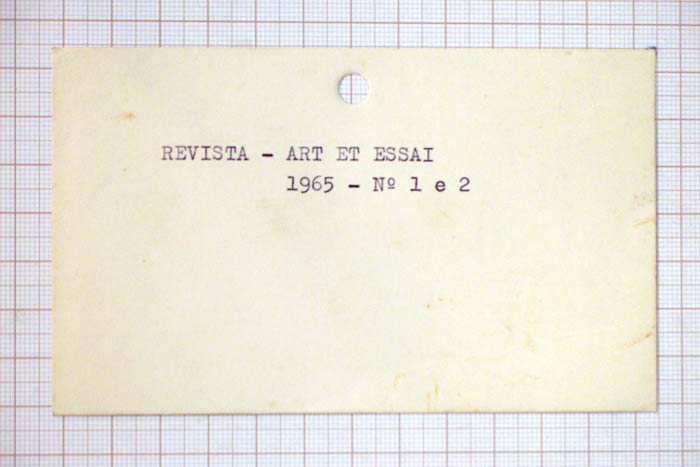 REVISTA - ART ET ESSAI
1965 - Nº 1 e 2